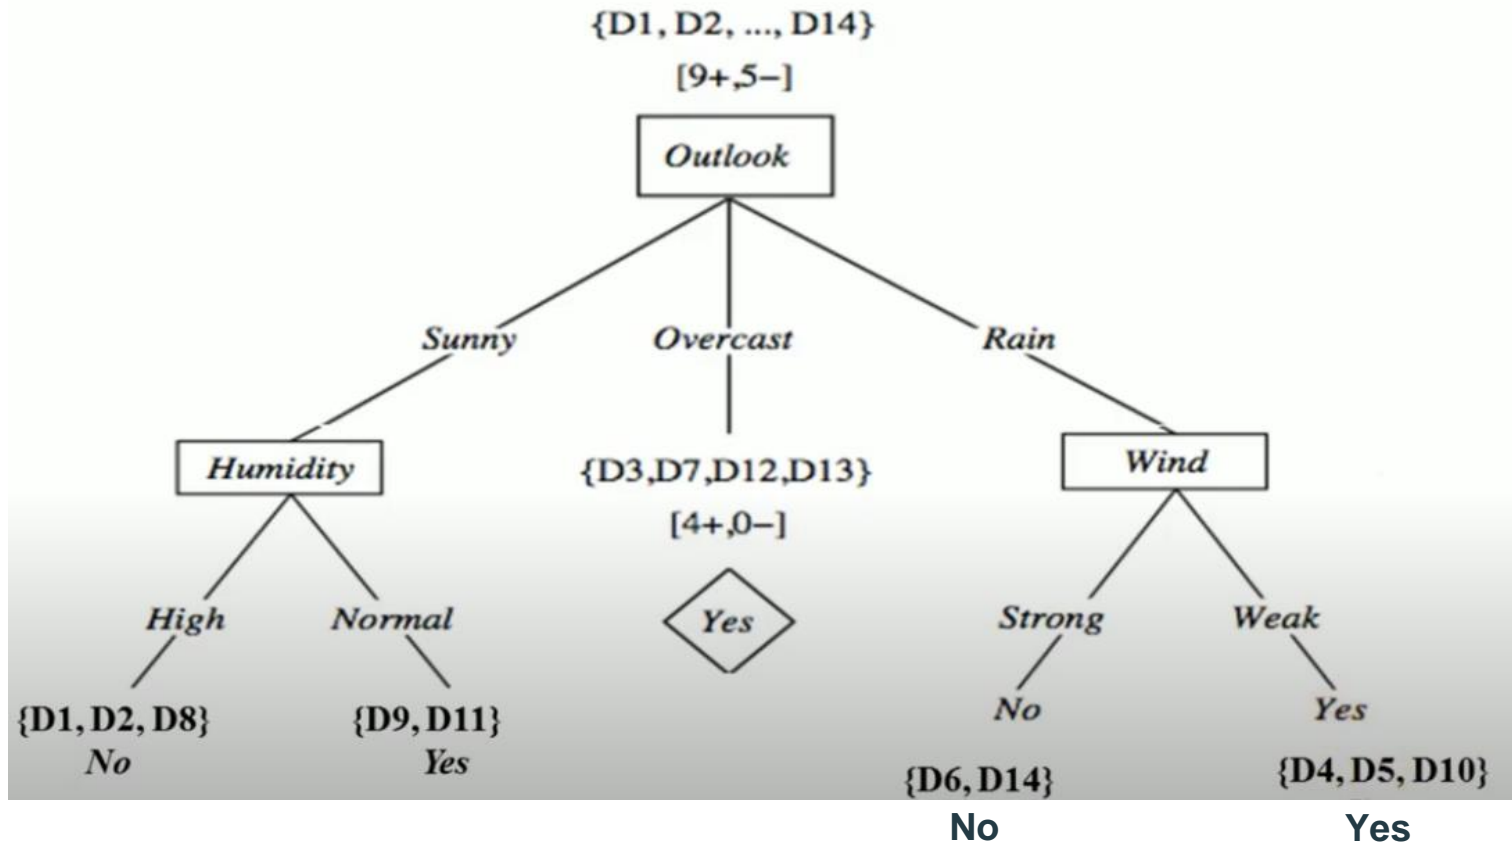 {D1, D2, ..., D14}
[9+,5−]
Outlook
Sunny
Overcast
Rain
Humidity
{D3,D7,D12,D13}
[4+,0−]
Wind
High
Normal
Yes
Strong
Weak
{D1, D2, D8}
No
{D9, D11}
Yes
No
Yes
{D6, D14}
{D4, D5, D10}
No
Yes